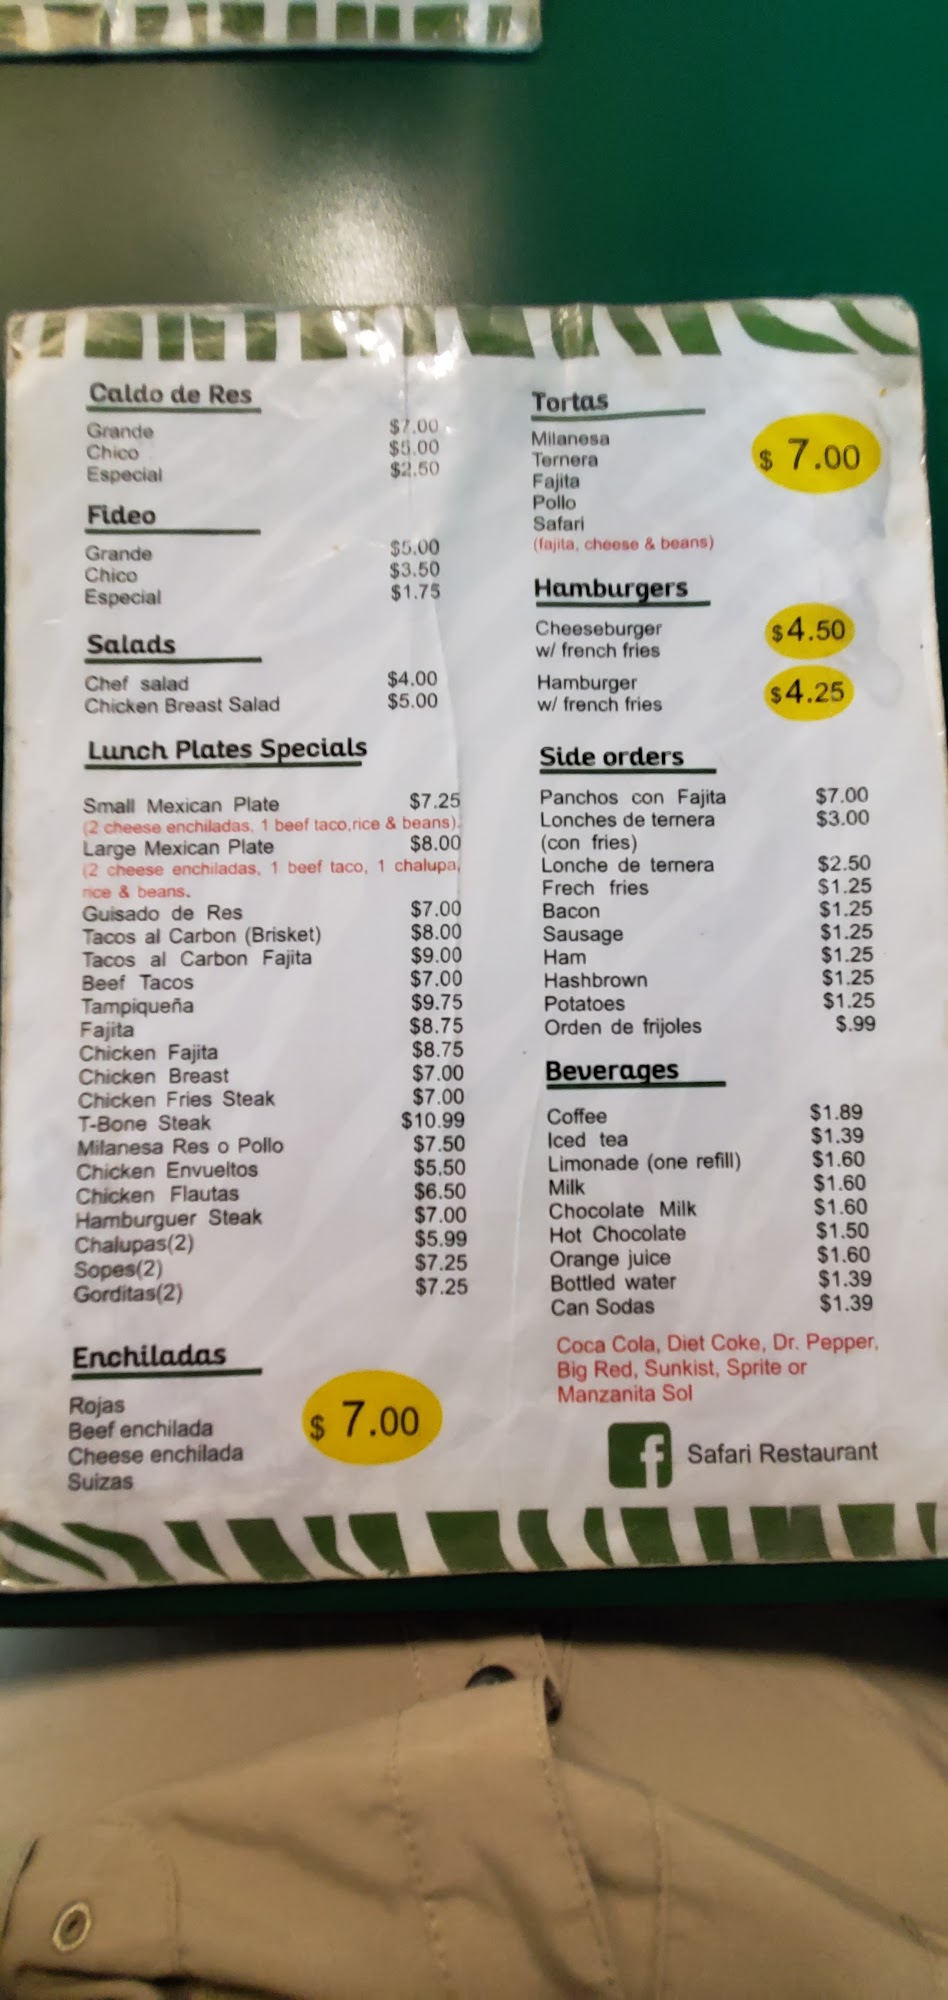 Caldo de Res
Grande $7.00
Chico $5.00
Especial $2.50
Fideo
Grande $5.00
Chico $3.50
Especial $1.75
Salads
Chef salad $4.00
Chicken Breast Salad $5.00
Lunch Plates Specials
Small Mexican Plate $7.25
(2 cheese enchiladas, 1 beef taco,rice & beans).
Large Mexican Plate $8.00
(2 cheese enchiladas, 1 beef taco, 1 chalupa,
rice & beans.
Guisado de Res $7.00
Tacos al Carbon (Brisket) $8.00
Tacos al Carbon Fajita $9.00
Beef Tacos $7.00
Tampiqueña $9.75
Fajita $8.75
Chicken Fajita $8.75
Chicken Breast $7.00
Chicken Fries Steak $7.00
T-Bone Steak $10.99
Milanesa Res o Pollo $7.50
Chicken Envueltos $5.50
Chicken Flautas $6.50
Hamburguer Steak $7.00
Chalupas(2) $5.99
Sopes(2) $7.25
Gorditas(2) $7.25
Enchiladas
Rojas
Beef enchilada $ 7.00
Cheese enchilada
Suizas
Tortas
Milanesa
Ternera $ 7.00
Fajita
Pollo
Safari
(fajita, cheese & beans)
Hamburgers
Cheeseburger $4.50
w/ french fries
Hamburger $4.25
w/ french fries
Side orders
Panchos con Fajita $7.00
Lonches de ternera $3.00
(con fries)
Lonche de ternera $2.50
Frech fries $1.25
Bacon $1.25
Sausage $1.25
Ham $1.25
Hashbrown $1.25
Potatoes $1.25
Orden de frijoles $.99
Beverages
Coffee $1.89
Iced tea $1.39
Limonade (one refill) $1.60
Milk $1.60
Chocolate Milk $1.60
Hot Chocolate $1.50
Orange juice $1.60
Bottled water $1.39
Can Sodas $1.39
Coca Cola, Diet Coke, Dr. Pepper,
Big Red, Sunkist, Sprite or
Manzanita Sol
f Safari Restaurant